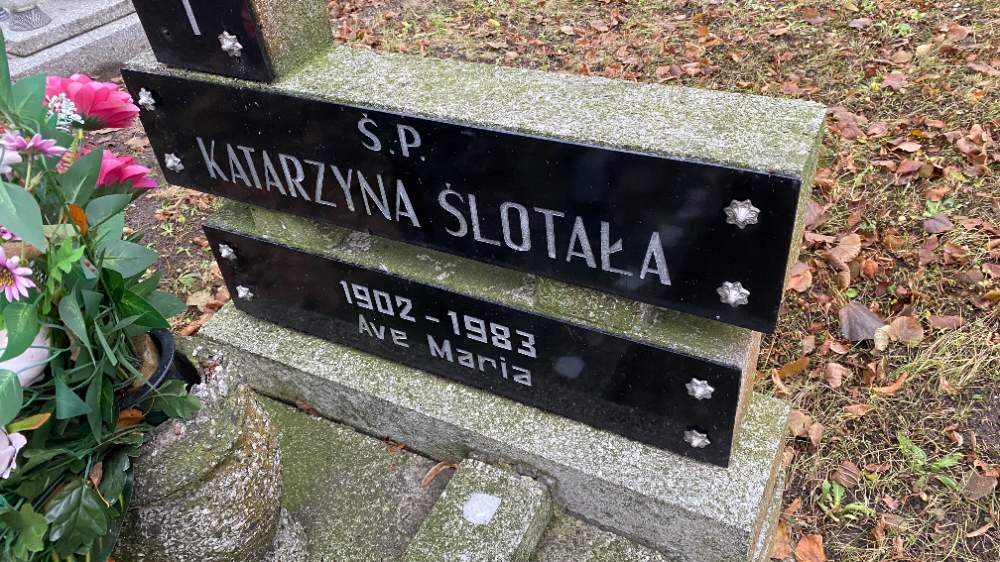 Ś.P.
KATARZYNA ŚLOTAŁA
1902-1983
Ave Maria